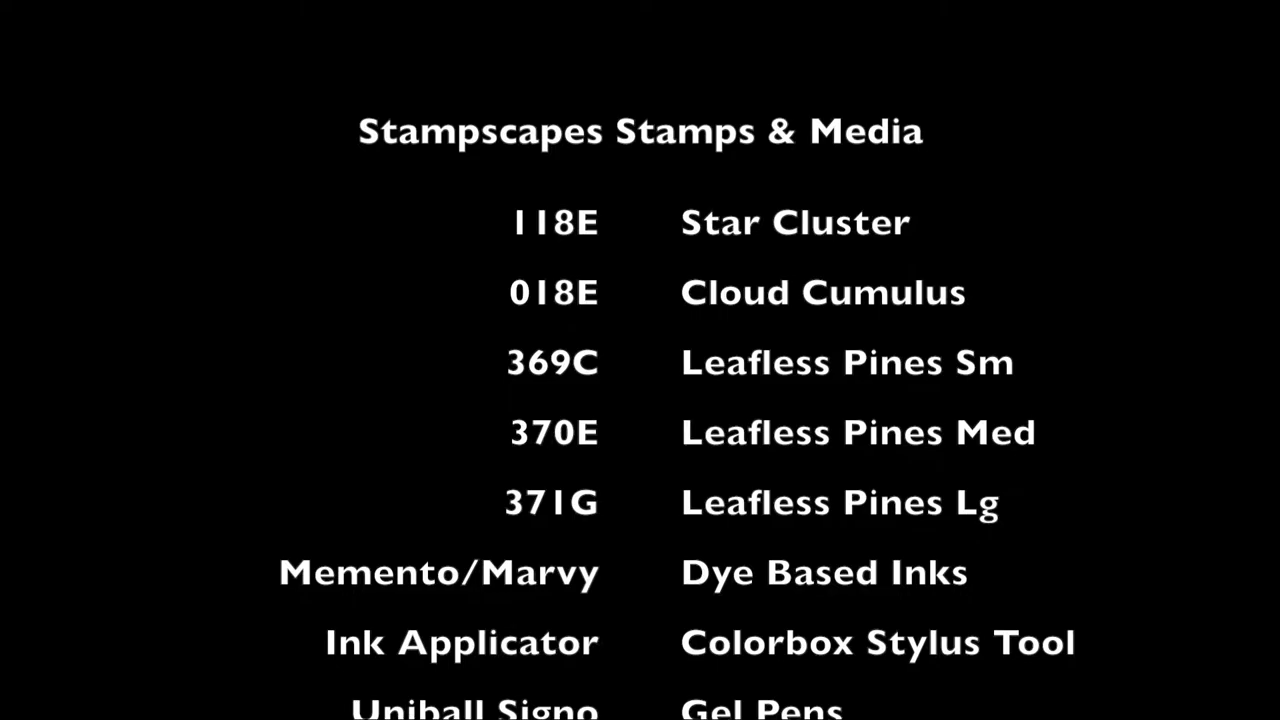 Stampscapes Stamps & Media
118E Star Cluster
018E Cloud Cumulus
369C Leafless Pines Sm
370E Leafless Pines Med
371G Leafless Pines Lg
Memento/Marvy Dye Based Inks
Ink Applicator Colorbox Stylus Tool
Uniball Signo Gel Pens